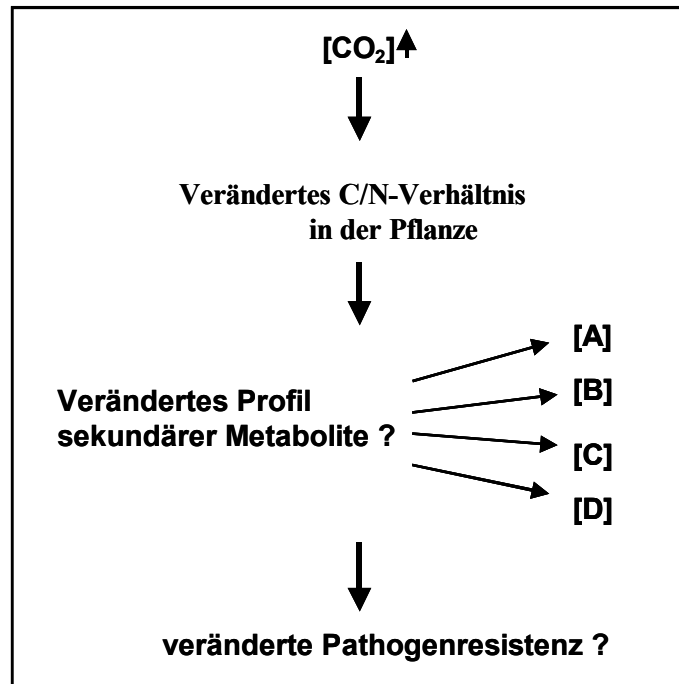 [CO₂]
Verändertes C/N-Verhältnis
in der Pflanze
[A]
[B]
Verändertes Profil
sekundärer Metabolite ?
[C]
[D]
veränderte Pathogenresistenz ?